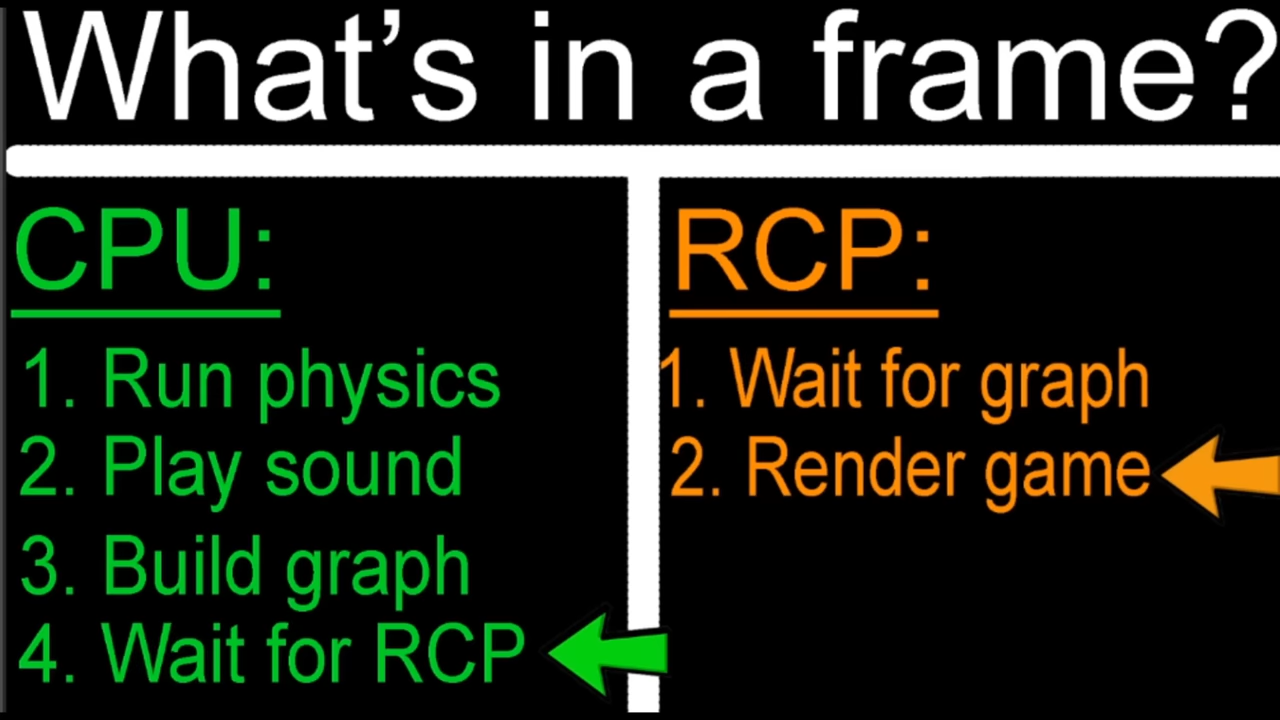 What's in a frame?
CPU:
1. Run physics
2. Play sound
3. Build graph
4. Wait for RCP
RCP:
1. Wait for graph
2. Render game